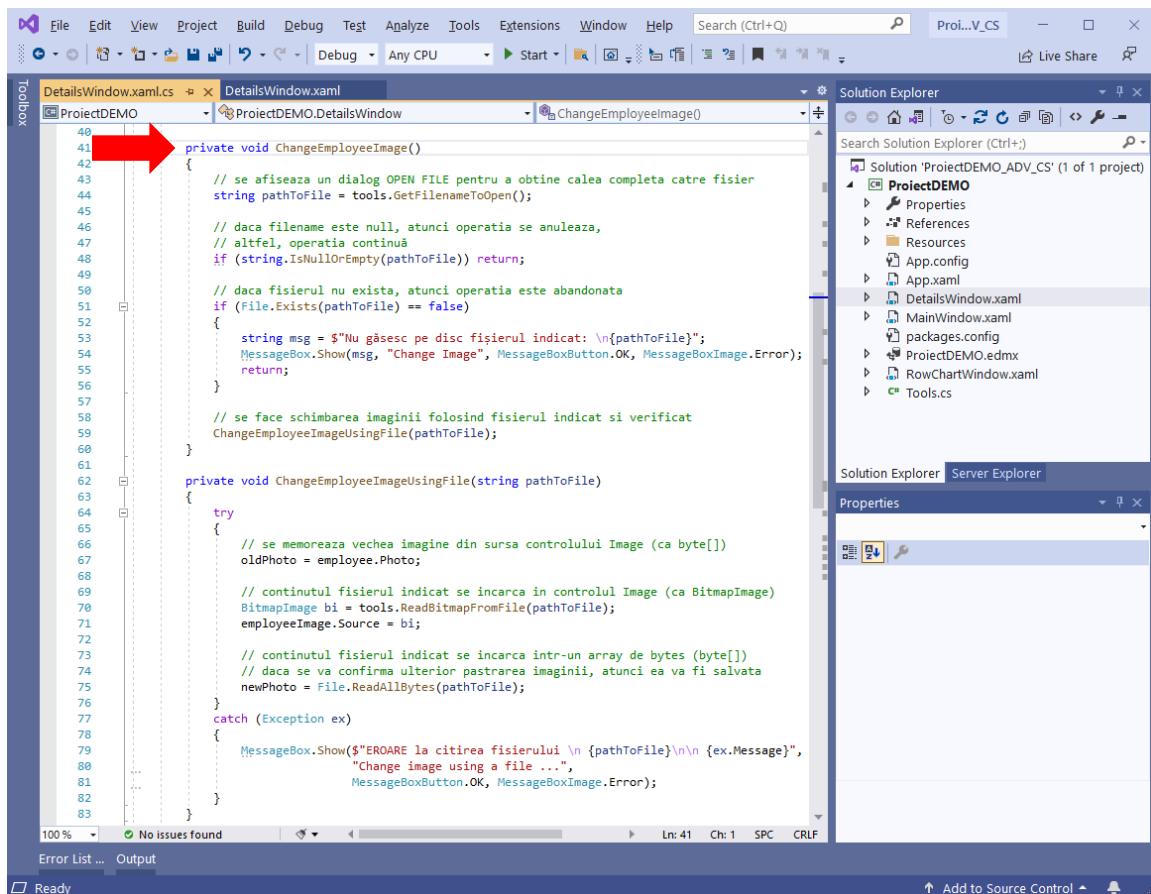 File Edit View Project Build Debug Test Analyze Tools Extensions Window Help Search (Ctrl+Q) Proi...V_CS
Debug Any CPU Start Live Share
Toolbox
DetailsWindow.xaml.cs DetailsWindow.xaml
ProiectDEMO ProiectDEMO.DetailsWindow ChangeEmployeeImage()
40
41 private void ChangeEmployeeImage()
42 {
43 // se afiseaza un dialog OPEN FILE pentru a obtine calea completa catre fisier
44 string pathToFile = tools.GetFilenameToOpen();
45
46 // daca filename este null, atunci operatia se anuleaza,
47 // altfel, operatia continuă
48 if (string.IsNullOrEmpty(pathToFile)) return;
49
50 // daca fisierul nu exista, atunci operatia este abandonata
51 if (File.Exists(pathToFile) == false)
52 {
53 string msg = $"Nu găsesc pe disc fișierul indicat: \n{pathToFile}";
54 MessageBox.Show(msg, "Change Image", MessageBoxButton.OK, MessageBoxImage.Error);
55 return;
56 }
57
58 // se face schimbarea imaginii folosind fisierul indicat si verificat
59 ChangeEmployeeImageUsingFile(pathToFile);
60 }
61
62 private void ChangeEmployeeImageUsingFile(string pathToFile)
63 {
64 try
65 {
66 // se memoreaza vechea imagine din sursa controlului Image (ca byte[])
67 oldPhoto = employee.Photo;
68
69 // continutul fisierul indicat se incarca in controlul Image (ca BitmapImage)
70 BitmapImage bi = tools.ReadBitmapFromFile(pathToFile);
71 employeeImage.Source = bi;
72
73 // continutul fisierul indicat se incarca intr-un array de bytes (byte[])
74 // daca se va confirma ulterior pastrarea imaginii, atunci ea va fi salvata
75 newPhoto = File.ReadAllBytes(pathToFile);
76 }
77 catch (Exception ex)
78 {
79 MessageBox.Show($"EROARE la citirea fisierului \n {pathToFile}\n\n {ex.Message}",
80 "Change image using a file ...",
81 MessageBoxButton.OK, MessageBoxImage.Error);
82 }
83 }
100 % No issues found Ln: 41 Ch: 1 SPC CRLF
Solution Explorer
Search Solution Explorer (Ctrl+;)
Solution 'ProiectDEMO_ADV_CS' (1 of 1 project)
ProiectDEMO
Properties
References
Resources
App.config
App.xaml
DetailsWindow.xaml
MainWindow.xaml
packages.config
ProiectDEMO.edmx
RowChartWindow.xaml
C# Tools.cs
Solution Explorer Server Explorer
Properties
Error List ... Output
Ready Add to Source Control